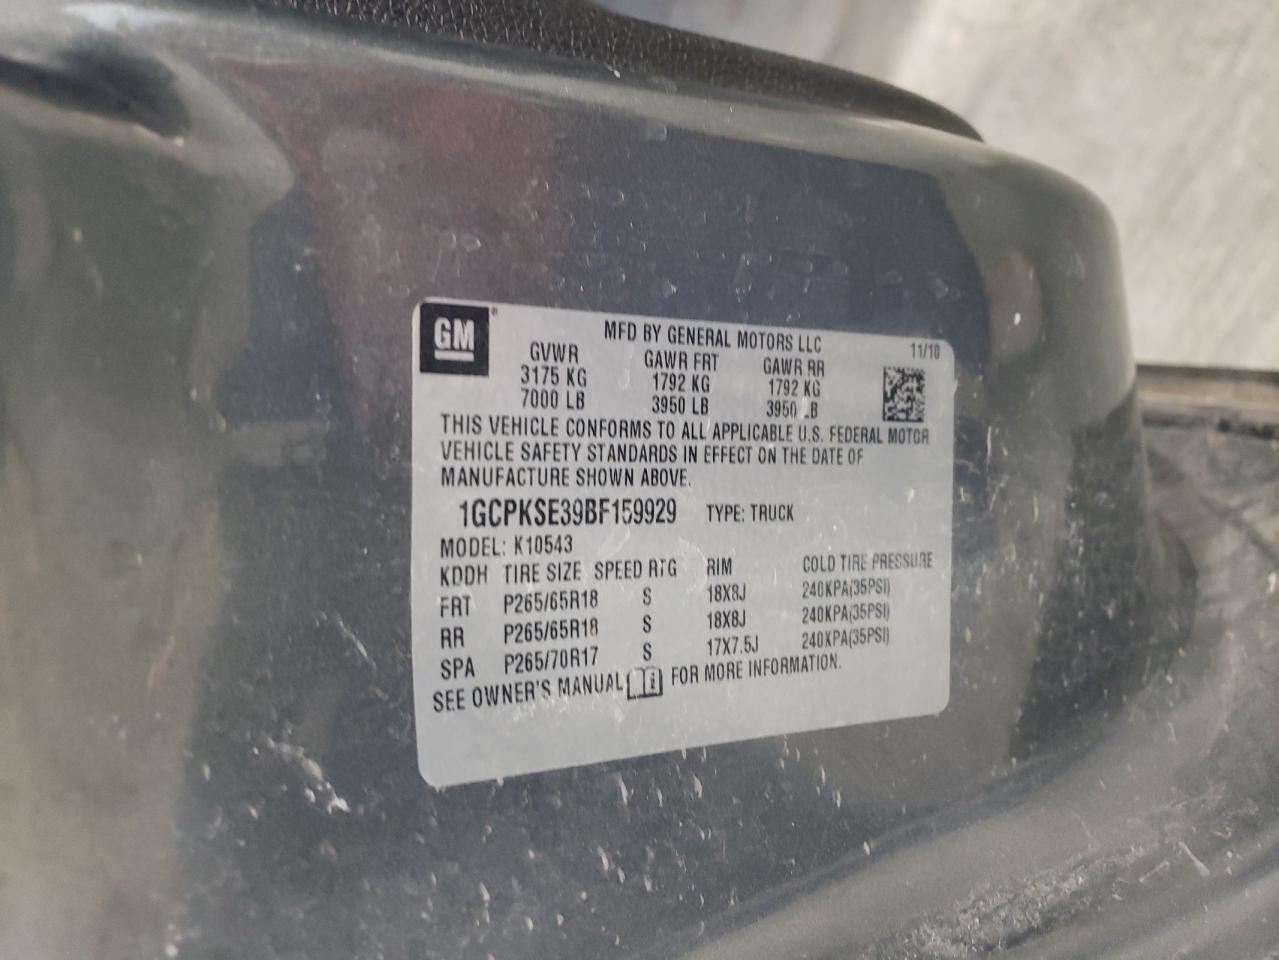 GM
MFD BY GENERAL MOTORS LLC
11/10
GVWR GAWR FRT GAWR RR
3175 KG 1792 KG 1792 KG
7000 LB 3950 LB 3950 LB
THIS VEHICLE CONFORMS TO ALL APPLICABLE U.S. FEDERAL MOTOR
VEHICLE SAFETY STANDARDS IN EFFECT ON THE DATE OF
MANUFACTURE SHOWN ABOVE.
1GCPKSE39BF159929 TYPE: TRUCK
MODEL: K10543
KDDH TIRE SIZE SPEED RTG RIM COLD TIRE PRESSURE
FRT P265/65R18 S 18X8J 240KPA(35PSI)
RR P265/65R18 S 18X8J 240KPA(35PSI)
SPA P265/70R17 S 17X7.5J 240KPA(35PSI)
SEE OWNER'S MANUAL i FOR MORE INFORMATION.